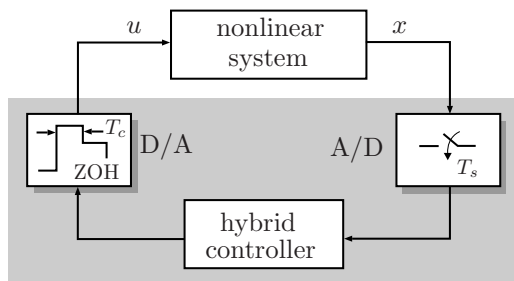 u
nonlinear
system
x
T_c
ZOH
D/A
A/D
T_s
hybrid
controller